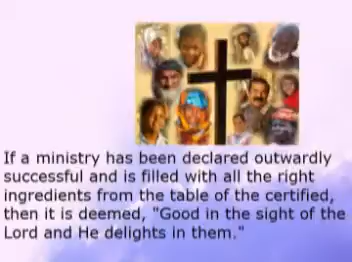 If a ministry has been declared outwardly
successful and is filled with all the right
ingredients from the table of the certified,
then it is deemed, "Good in the sight of the
Lord and He delights in them."